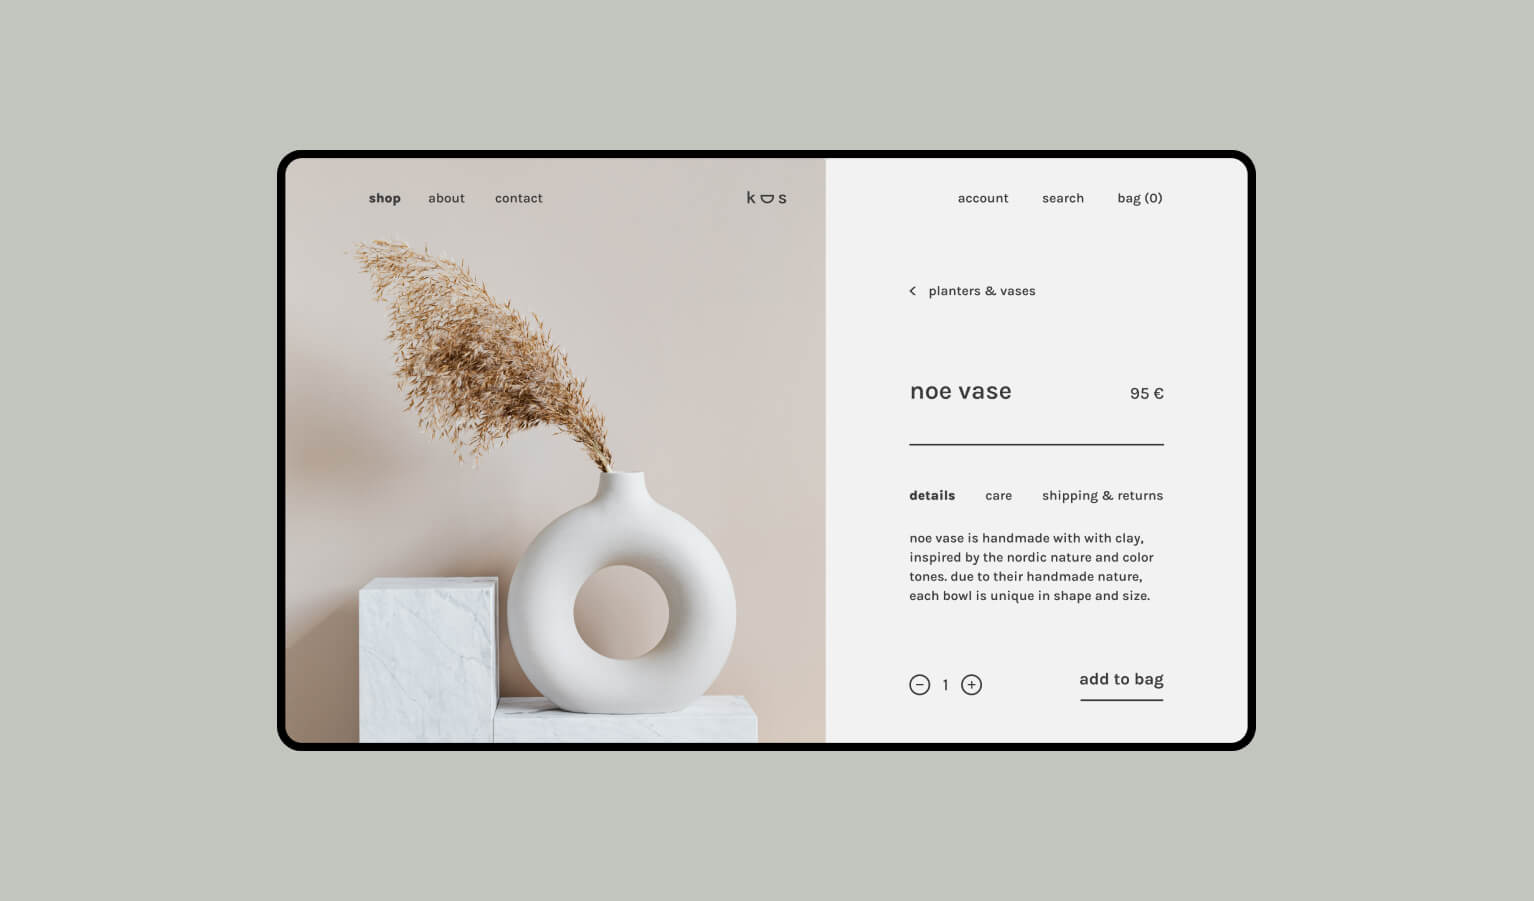 shop about contact
k s
account search bag (0)
planters & vases
noe vase 95 €
details care shipping & returns
noe vase is handmade with with clay,
inspired by the nordic nature and color
tones. due to their handmade nature,
each bowl is unique in shape and size.
1 add to bag